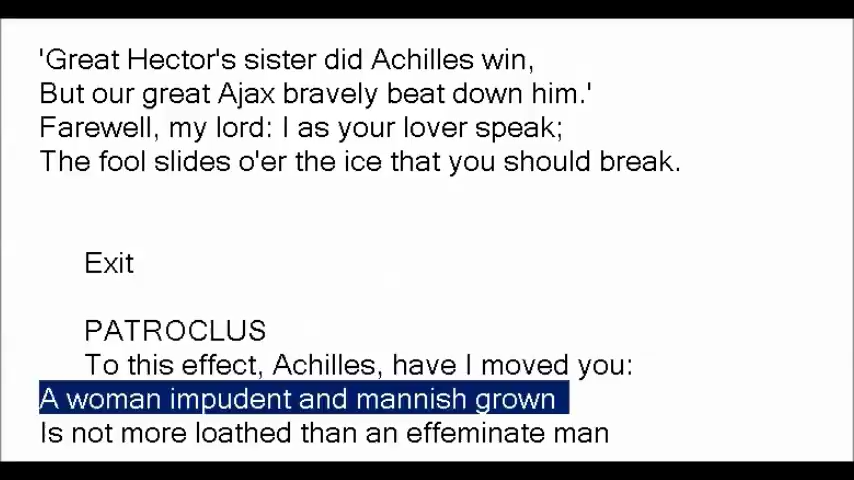 'Great Hector's sister did Achilles win,
But our great Ajax bravely beat down him.'
Farewell, my lord: I as your lover speak;
The fool slides o'er the ice that you should break.
Exit
PATROCLUS
To this effect, Achilles, have I moved you:
A woman impudent and mannish grown
Is not more loathed than an effeminate man